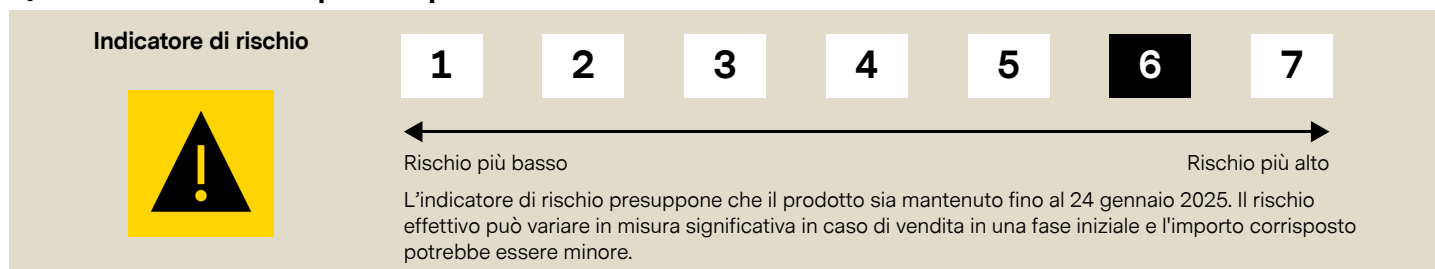 Indicatore di rischio
1 2 3 4 5 6 7
Rischio più basso Rischio più alto
L'indicatore di rischio presuppone che il prodotto sia mantenuto fino al 24 gennaio 2025. Il rischio
effettivo può variare in misura significativa in caso di vendita in una fase iniziale e l'importo corrisposto
potrebbe essere minore.